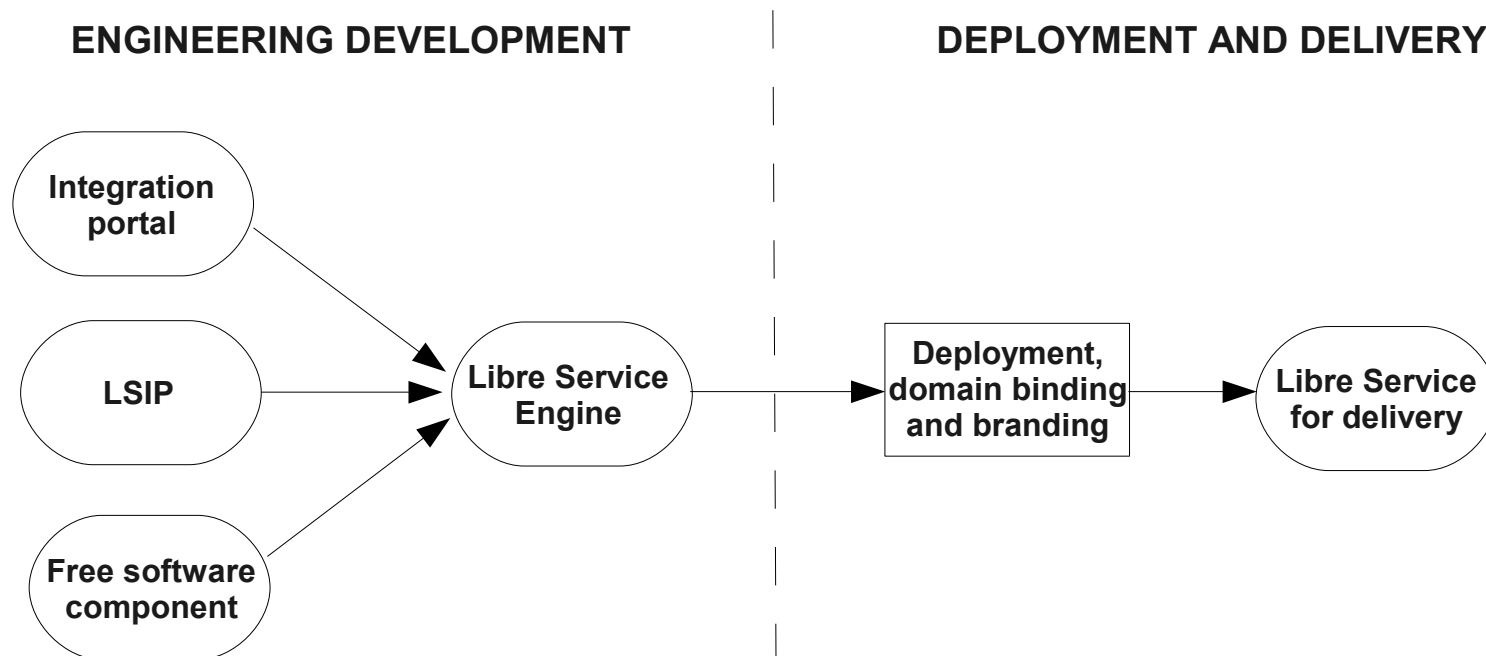 ENGINEERING DEVELOPMENT
DEPLOYMENT AND DELIVERY
Integration
portal
LSIP
Free software
component
Libre Service
Engine
Deployment,
domain binding
and branding
Libre Service
for delivery